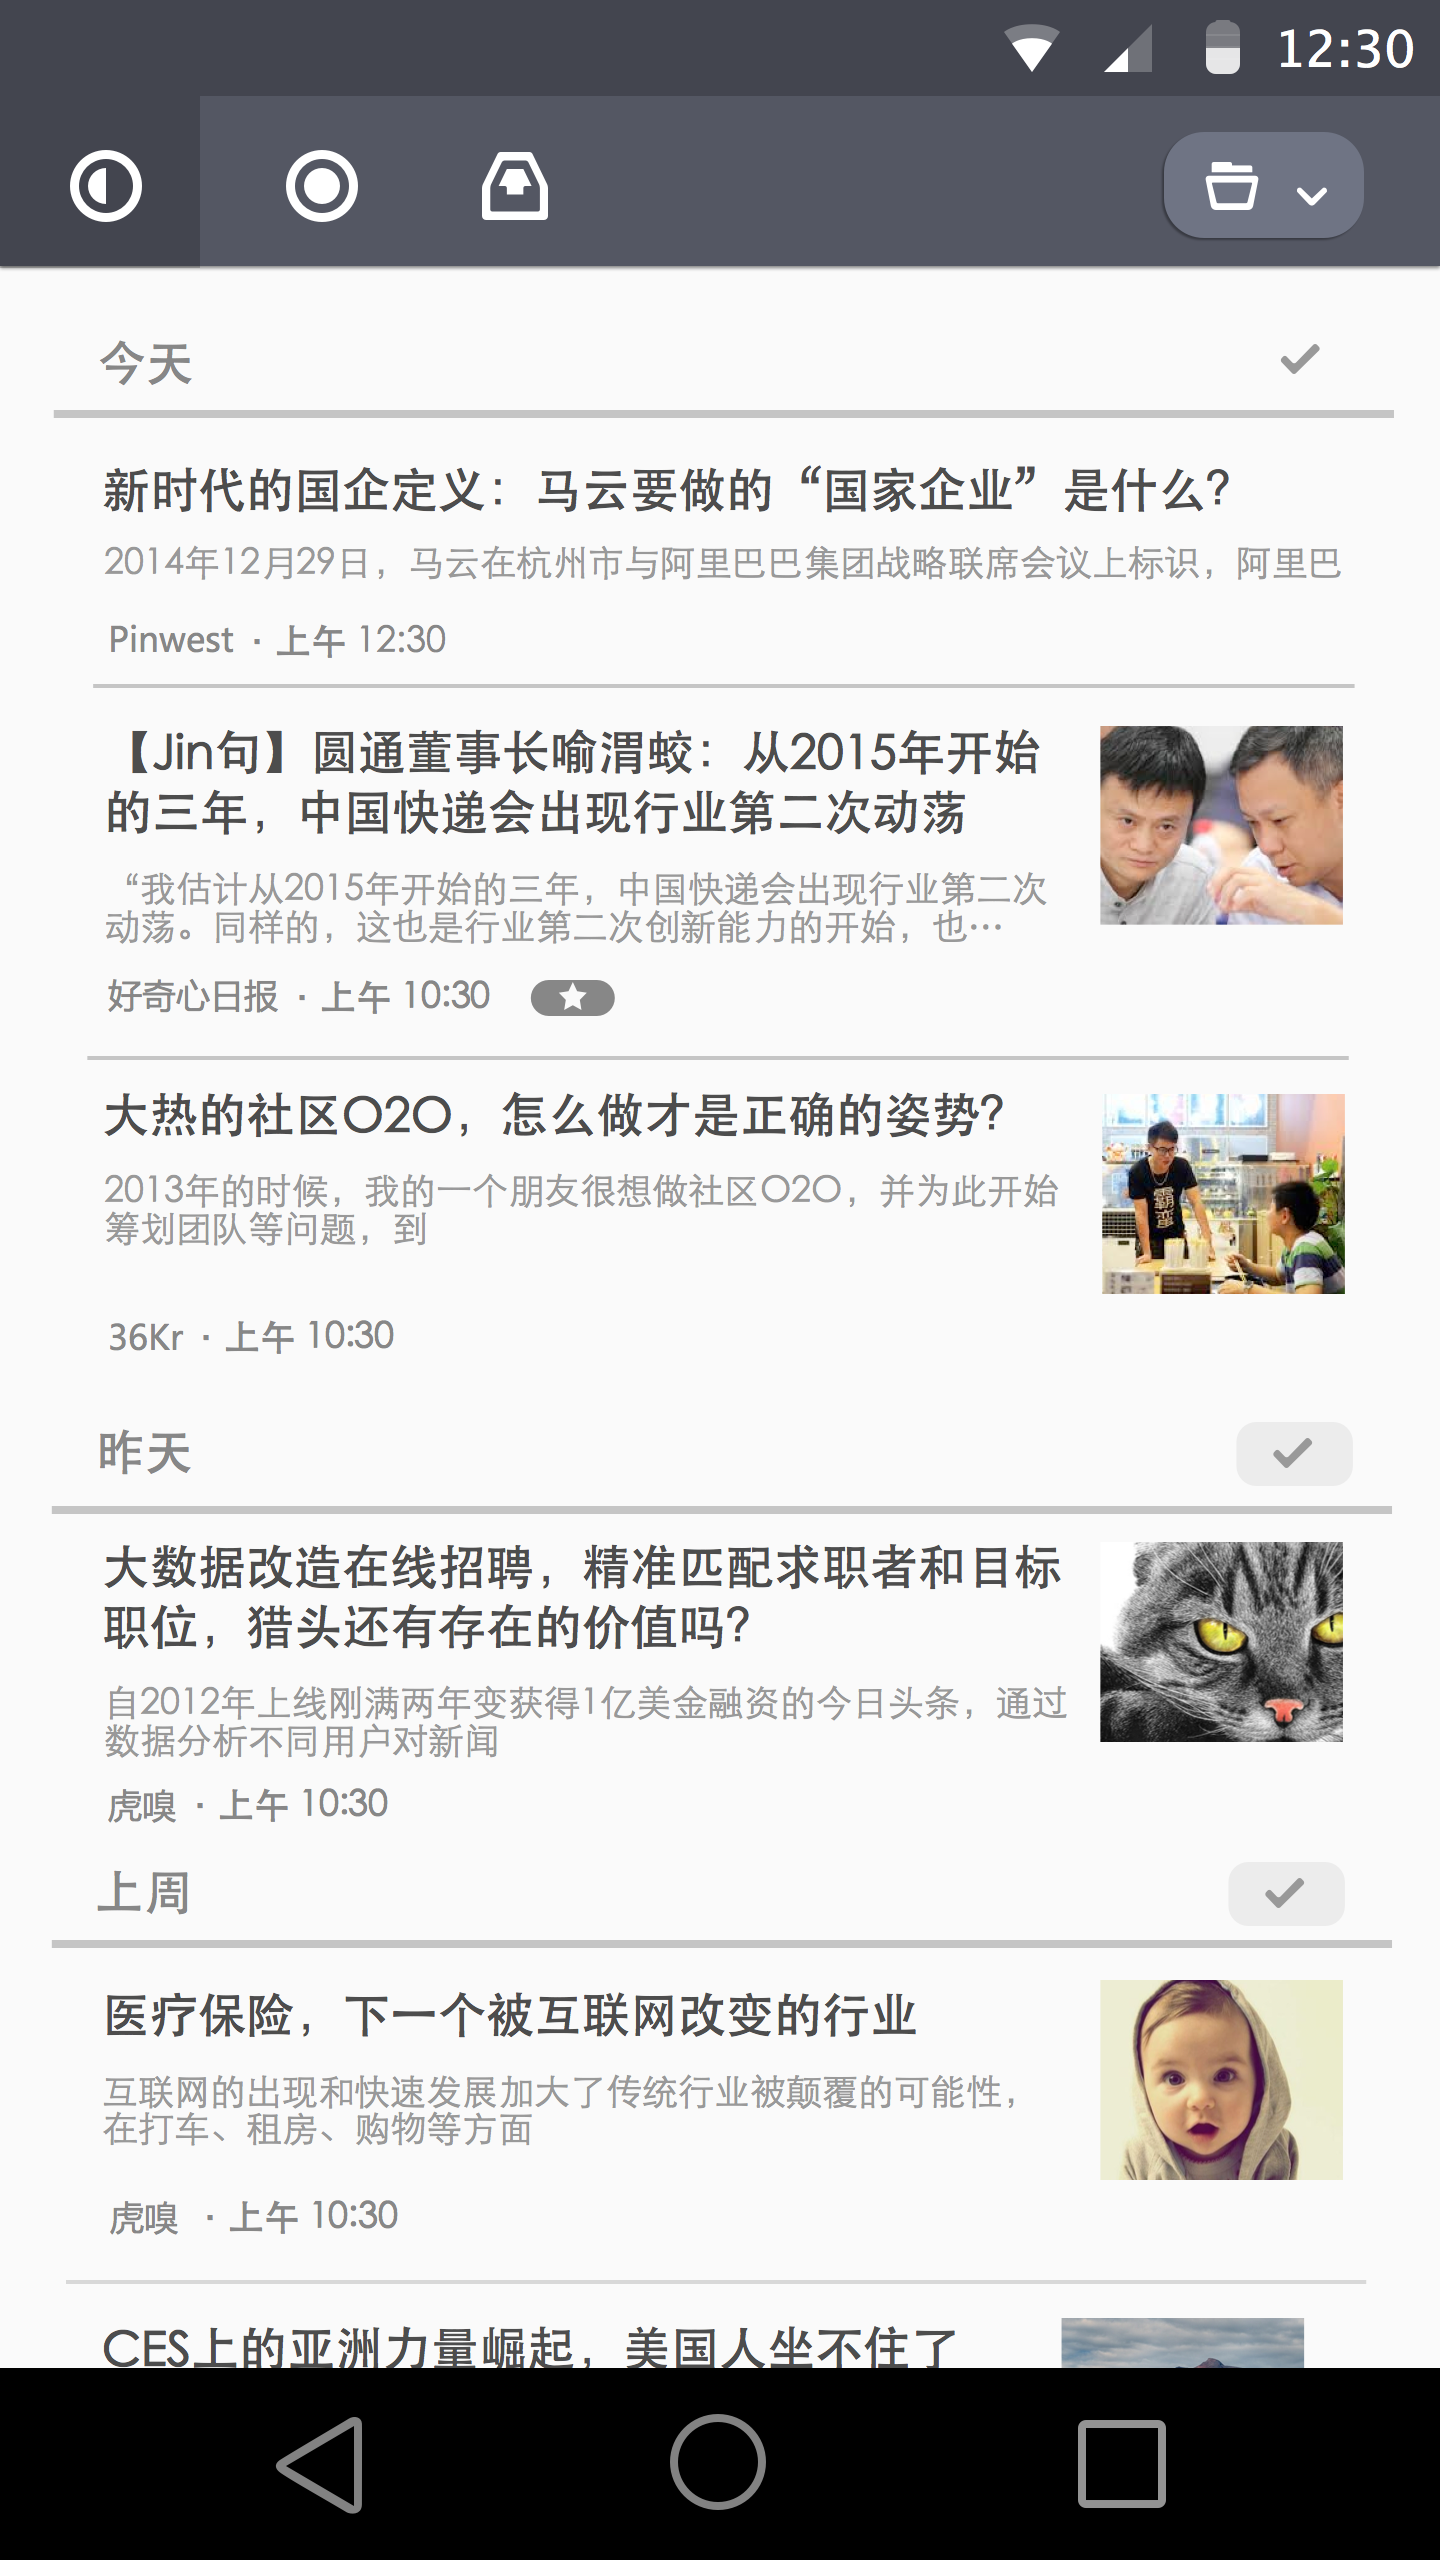 12:30
今天
新时代的国企定义：马云要做的“国家企业”是什么？
2014年12月29日，马云在杭州市与阿里巴巴集团战略联席会议上标识，阿里巴
Pinwest · 上午 12:30
【Jin句】圆通董事长喻渭蛟：从2015年开始
的三年，中国快递会出现行业第二次动荡
“我估计从2015年开始的三年，中国快递会出现行业第二次
动荡。同样的，这也是行业第二次创新能力的开始，也…
好奇心日报 · 上午 10:30
大热的社区O2O，怎么做才是正确的姿势？
2013年的时候，我的一个朋友很想做社区O2O，并为此开始
筹划团队等问题，到
36Kr · 上午 10:30
昨天
大数据改造在线招聘，精准匹配求职者和目标
职位，猎头还有存在的价值吗？
自2012年上线刚满两年变获得1亿美金融资的今日头条，通过
数据分析不同用户对新闻
虎嗅 · 上午 10:30
上周
医疗保险，下一个被互联网改变的行业
互联网的出现和快速发展加大了传统行业被颠覆的可能性，
在打车、租房、购物等方面
虎嗅 · 上午 10:30
CES上的亚洲力量崛起，美国人坐不住了